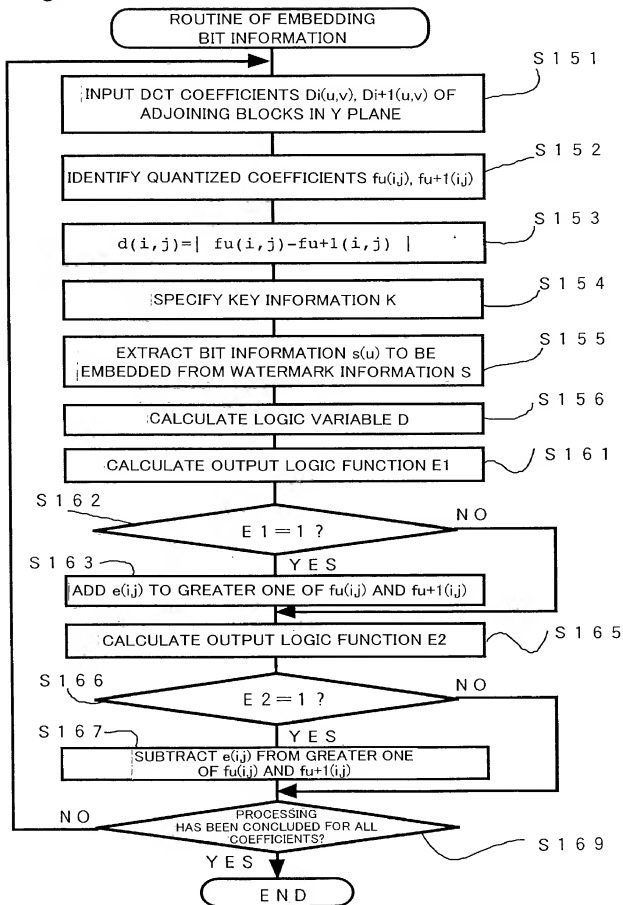 ROUTINE OF EMBEDDING
BIT INFORMATION
S151
INPUT DCT COEFFICIENTS Di(u,v), Di+1(u,v) OF
ADJOINING BLOCKS IN Y PLANE
S152
IDENTIFY QUANTIZED COEFFICIENTS fu(i,j), fu+1(i,j)
S153
d(i,j)=| fu(i,j)-fu+1(i,j) |
S154
SPECIFY KEY INFORMATION K
S155
EXTRACT BIT INFORMATION s(u) TO BE
EMBEDDED FROM WATERMARK INFORMATION S
S156
CALCULATE LOGIC VARIABLE D
S161
CALCULATE OUTPUT LOGIC FUNCTION E1
S162
NO
E1=1?
S163
YES
ADD e(i,j) TO GREATER ONE OF fu(i,j) AND fu+1(i,j)
S165
CALCULATE OUTPUT LOGIC FUNCTION E2
S166
NO
E2=1?
S167
YES
SUBTRACT e(i,j) FROM GREATER ONE
OF fu(i,j) AND fu+1(i,j)
NO
PROCESSING
HAS BEEN CONCLUDED FOR ALL
COEFFICIENTS?
S169
YES
END